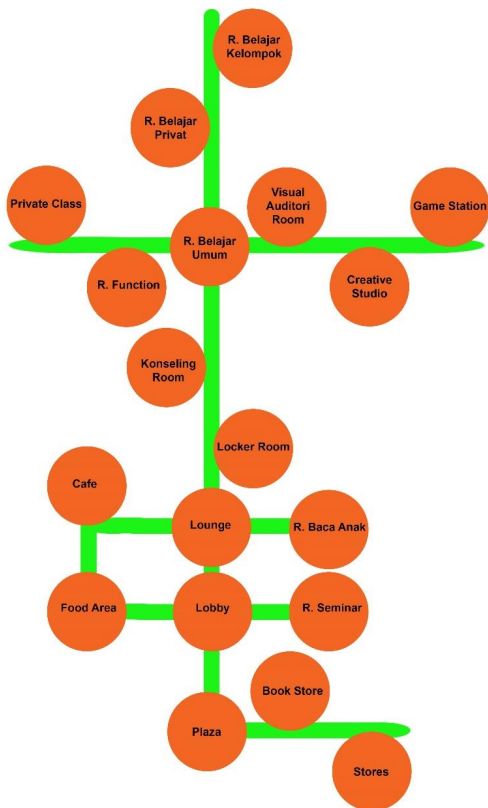 R. Belajar
Kelompok
R. Belajar
Privat
Private Class
Visual
Auditori
Room
Game Station
R. Belajar
Umum
R. Function
Creative
Studio
Konseling
Room
Locker Room
Cafe
Lounge
R. Baca Anak
Food Area
Lobby
R. Seminar
Book Store
Plaza
Stores